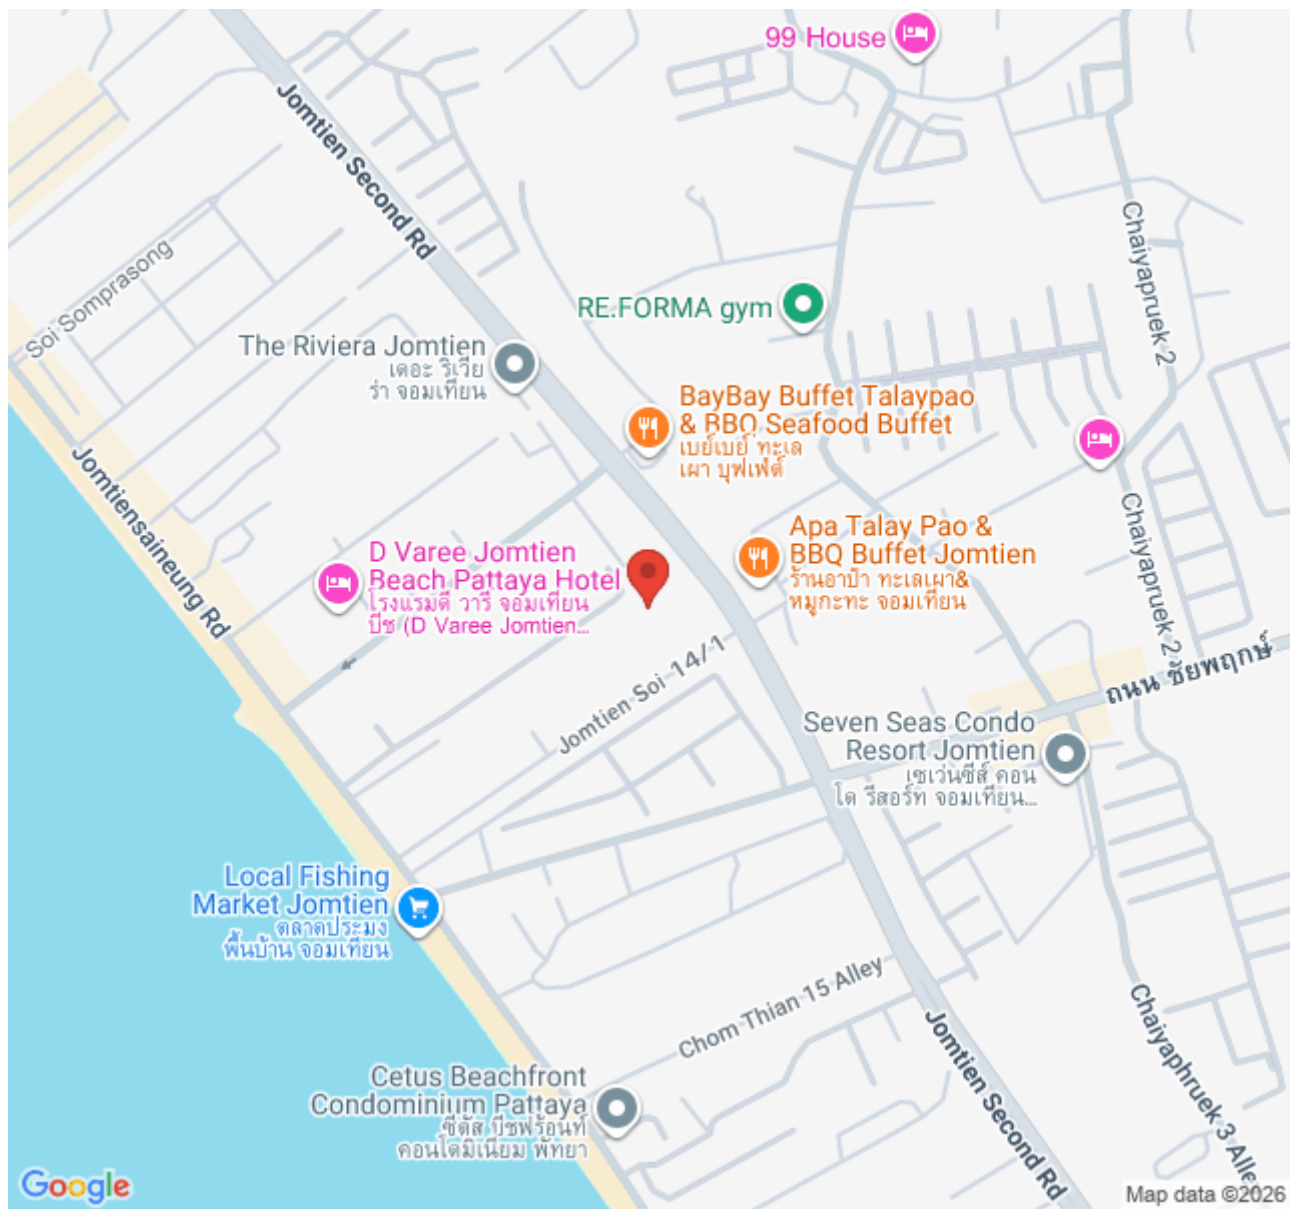 99 House
Jomtien Second Rd
Soi Somprasong
Chaiyapruek 2
RE.FORMA gym
The Riviera Jomtien
เดอะ ริเวีย
ร่า จอมเทียน
BayBay Buffet Talaypao
& BBQ Seafood Buffet
เบย์เบย์ ทะเล
เผา บุฟเฟ่ต์
Jomtiensaineung Rd
Chaiyapruek 2
Apa Talay Pao &
BBQ Buffet Jomtien
ร้านอาป๋า ทะเลเผา&
หมูกะทะ จอมเทียน
D Varee Jomtien
Beach Pattaya Hotel
โรงแรมดี วารี จอมเทียน
บีช (D Varee Jomtien...
Jomtien Soi 14/1
ถนน ชัยพฤกษ์
Seven Seas Condo
Resort Jomtien
เซเว่นซีส์ คอน
โด รีสอร์ท จอมเทียน...
Local Fishing
Market Jomtien
ตลาดประมง
พื้นบ้าน จอมเทียน
Chom Thian 15 Alley
Chaiyaphruek 3 Alley
Jomtien Second Rd
Cetus Beachfront
Condominium Pattaya
ซีตัส บีชฟร้อนท์
คอนโดมิเนียม พัทยา
Google
Map data ©2026